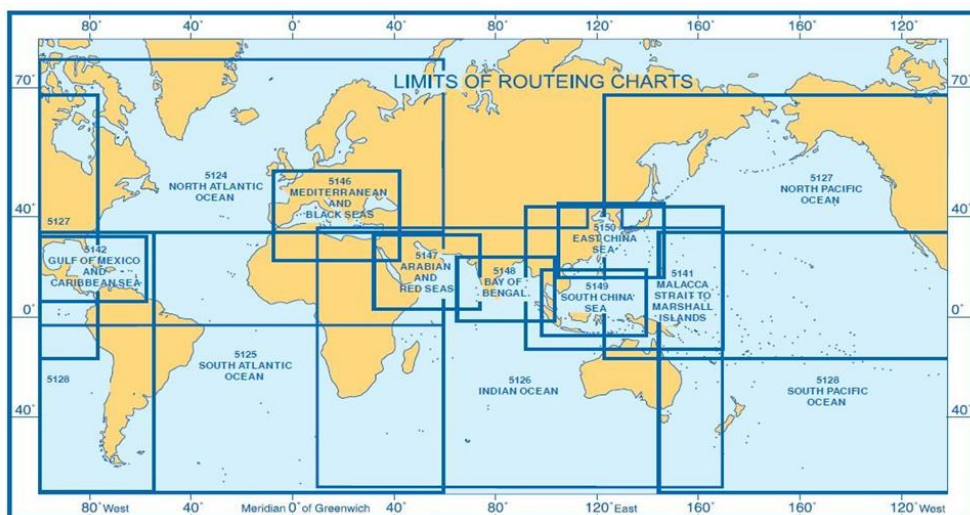 80° 40° 0° 40° 80° 120° 160° 160° 120°
LIMITS OF ROUTEING CHARTS
70° 70°
5124
NORTH ATLANTIC
OCEAN
5146
MEDITERRANEAN
AND
BLACK SEAS
5127
NORTH PACIFIC
OCEAN
40° 40°
5127
5142
GULF OF MEXICO
AND
CARIBBEAN SEA
5147
ARABIAN
AND
RED SEAS
5148
BAY OF
BENGAL
5150
EAST CHINA
SEA
5149
SOUTH CHINA
SEA
5141
MALACCA
STRAIT TO
MARSHALL
ISLANDS
0° 0°
5128
5125
SOUTH ATLANTIC
OCEAN
5126
INDIAN OCEAN
5128
SOUTH PACIFIC
OCEAN
40° 40°
80° West Meridian 0° of Greenwich 40° 80° 120° East 160° 160° 120° West